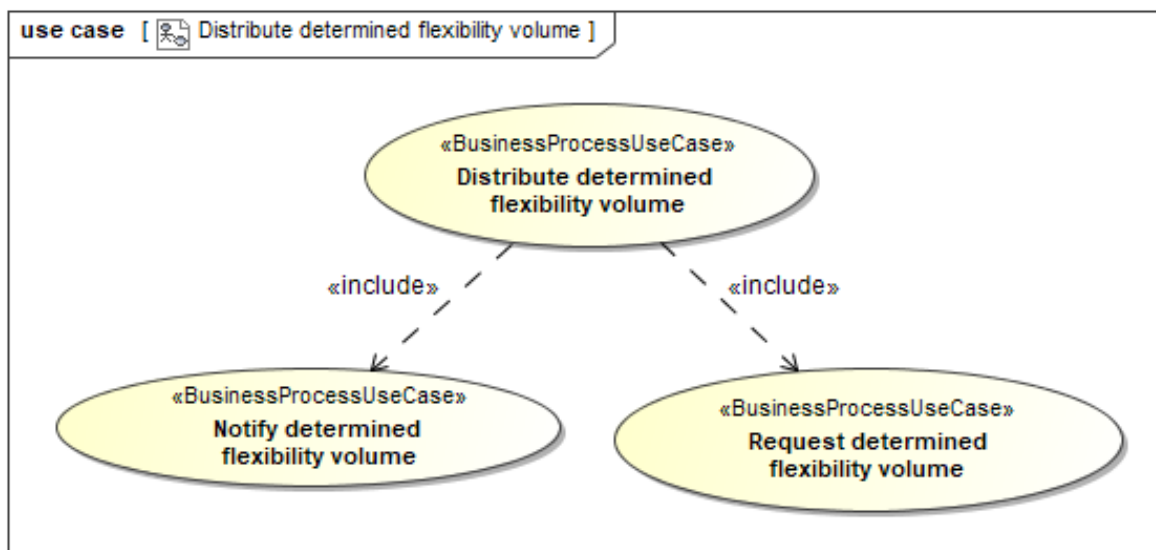 use case [ Distribute determined flexibility volume ]
«BusinessProcessUseCase»
Distribute determined
flexibility volume
«include»
«include»
«BusinessProcessUseCase»
Notify determined
flexibility volume
«BusinessProcessUseCase»
Request determined
flexibility volume